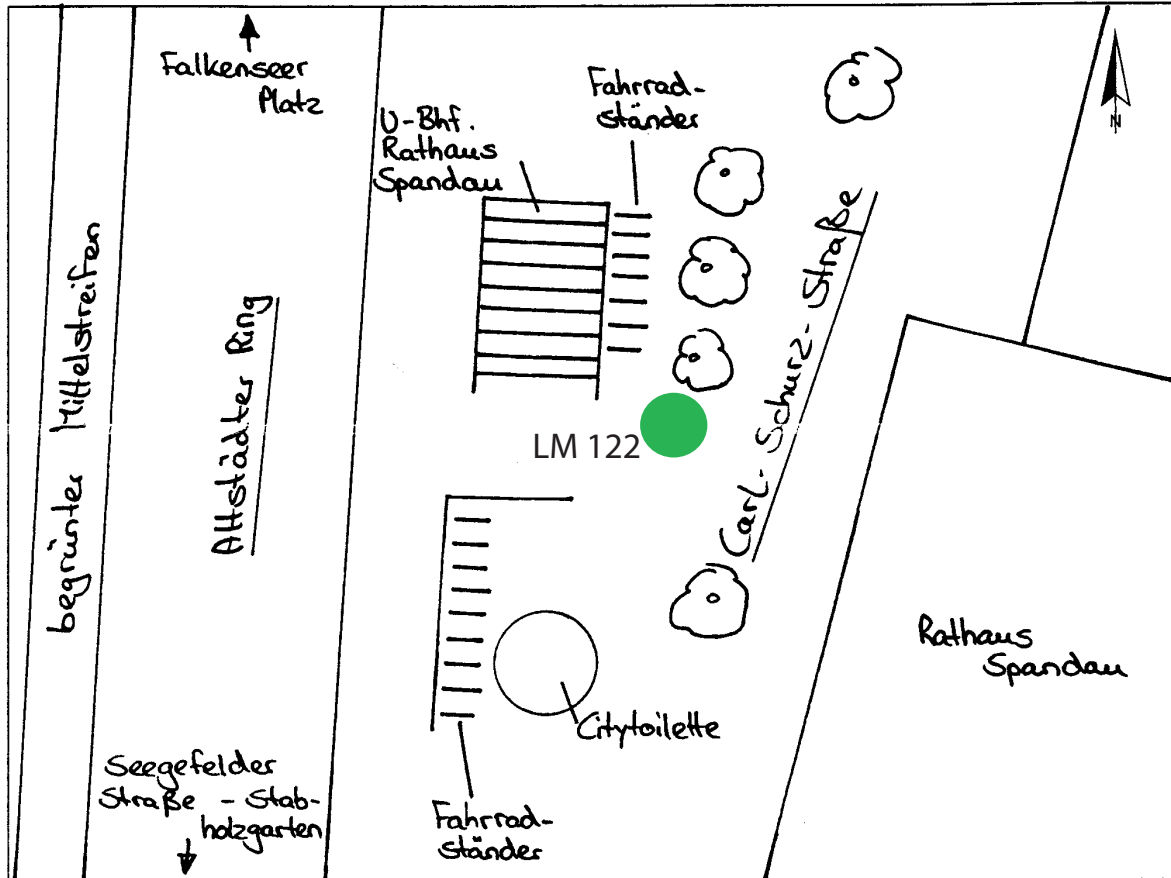 Falkenseer
Platz
U-Bhf.
Rathaus
Spandau
Fahrrad-
ständer
N
begrünter Mittelstreifen
Altstädter Ring
Carl-Schurz-Straße
LM 122
Rathaus
Spandau
Citytoilette
Seegefelder
Straße - Stab-
holzgarten
Fahrrad-
ständer